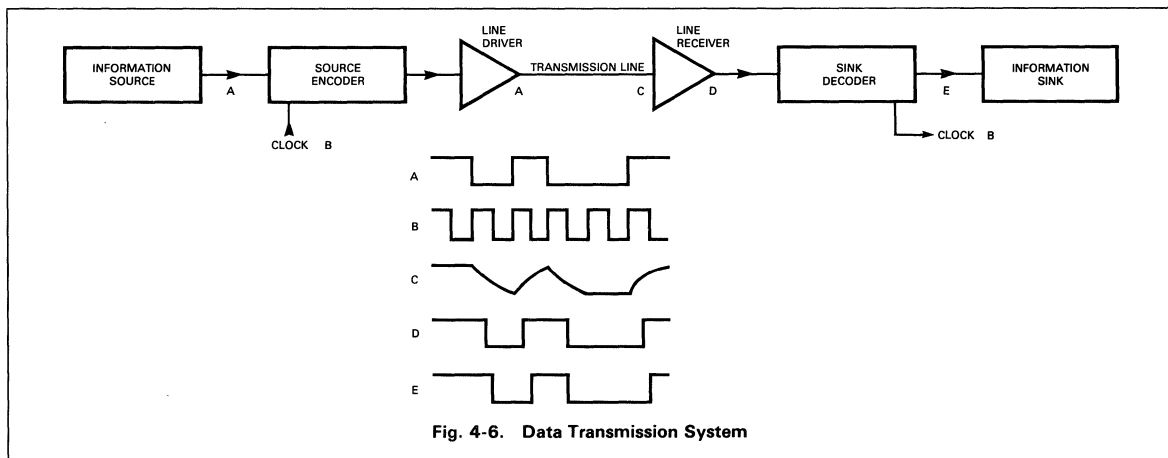 LINE
DRIVER
LINE
RECEIVER
INFORMATION
SOURCE
A
SOURCE
ENCODER
A
TRANSMISSION LINE
C
D
SINK
DECODER
E
INFORMATION
SINK
CLOCK B
CLOCK B
A
B
C
D
E
Fig. 4-6. Data Transmission System